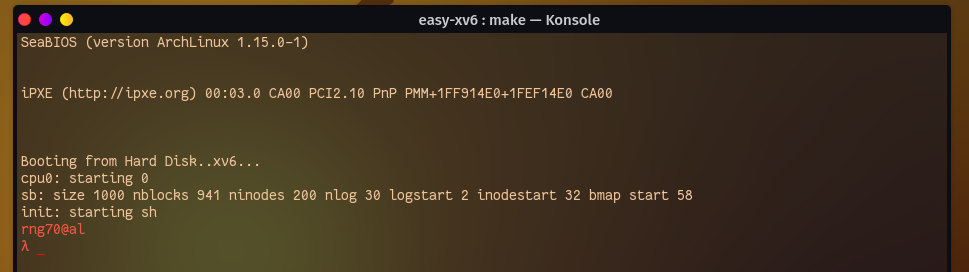 easy-xv6 : make — Konsole
SeaBIOS (version ArchLinux 1.15.0-1)
iPXE (http://ipxe.org) 00:03.0 CA00 PCI2.10 PnP PMM+1FF914E0+1FEF14E0 CA00
Booting from Hard Disk..xv6...
cpu0: starting 0
sb: size 1000 nblocks 941 ninodes 200 nlog 30 logstart 2 inodestart 32 bmap start 58
init: starting sh
rng70@al
λ _